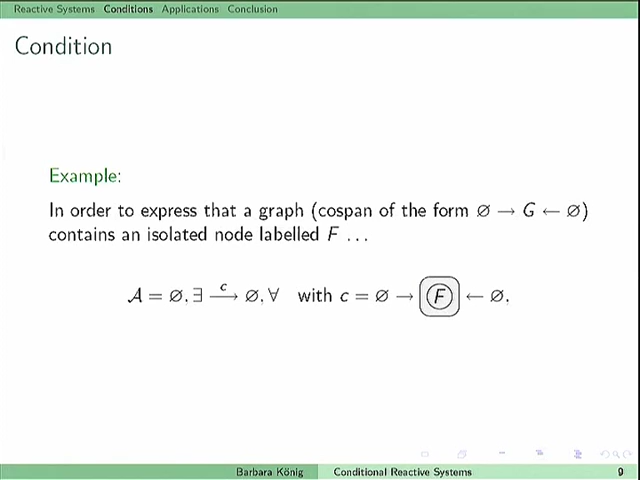 Reactive Systems Conditions Applications Conclusion
Condition
Example:
In order to express that a graph (cospan of the form ∅ → G ← ∅)
contains an isolated node labelled F ...
𝒜 = ∅, ∃ —c→ ∅, ∀ with c = ∅ → F ← ∅.
Barbara König Conditional Reactive Systems 9